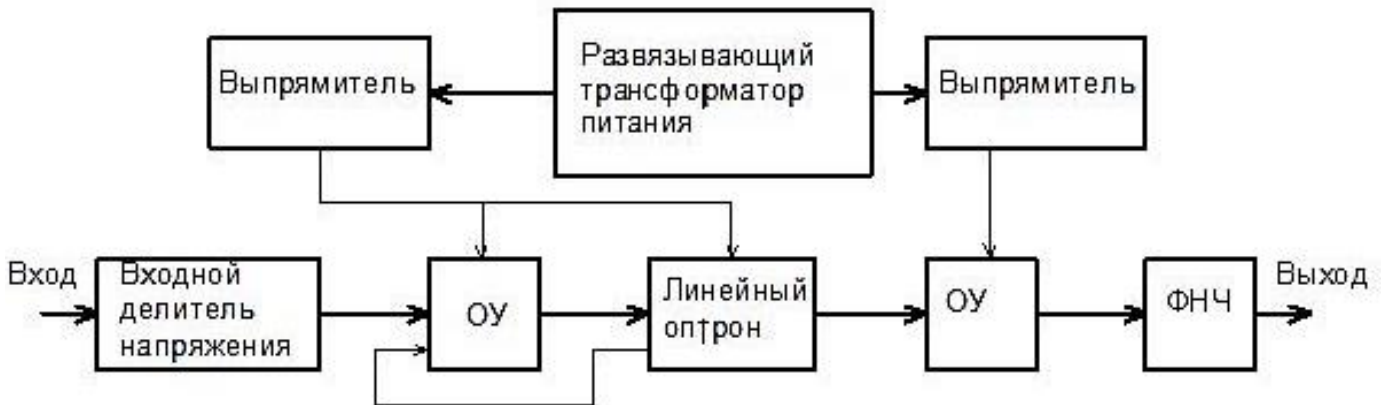 Выпрямитель
Развязывающий
трансформатор
питания
Выпрямитель
Вход
Входной
делитель
напряжения
ОУ
Линейный
оптрон
ОУ
ФНЧ
Выход